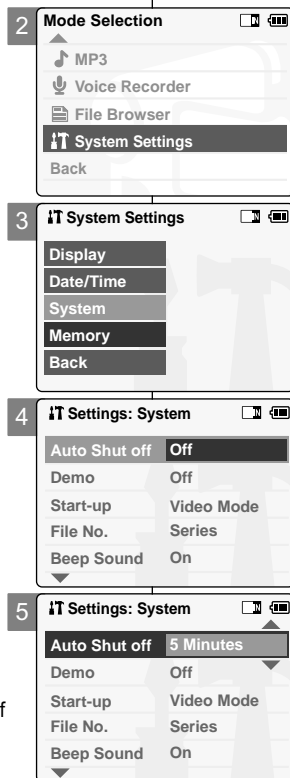 2
Mode Selection
MP3
Voice Recorder
File Browser
System Settings
Back
3
System Settings
Display
Date/Time
System
Memory
Back
4
Settings: System
Auto Shut off Off
Demo Off
Start-up Video Mode
File No. Series
Beep Sound On
5
Settings: System
Auto Shut off 5 Minutes
Demo Off
Start-up Video Mode
File No. Series
Beep Sound On